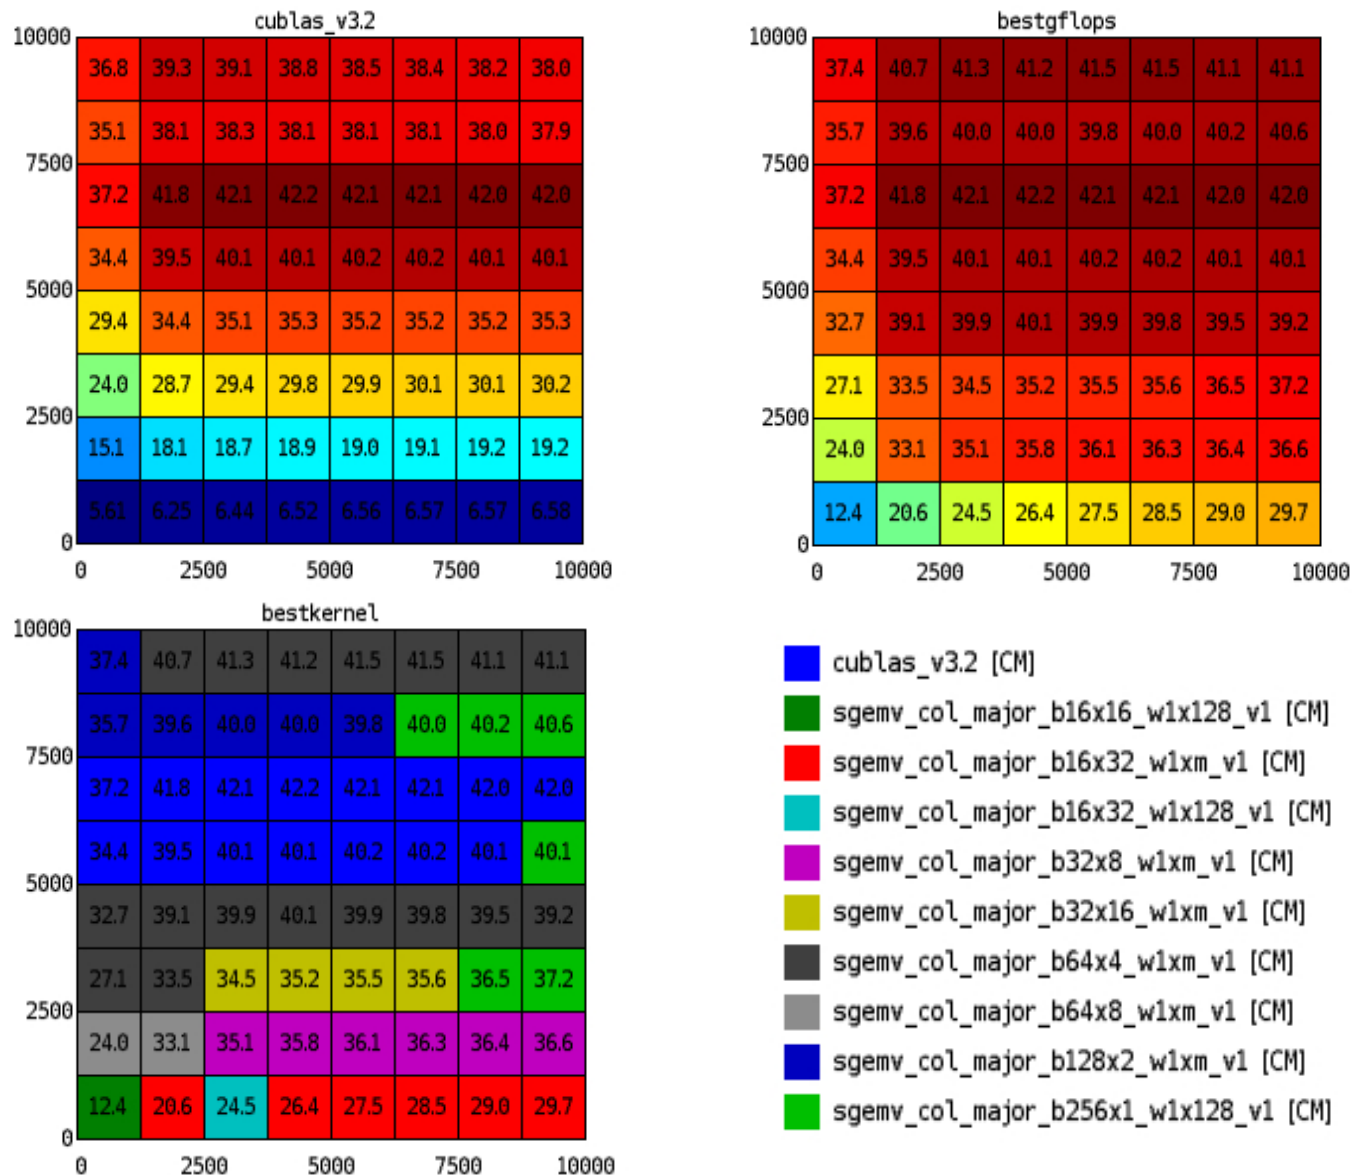 cublas_v3.2
10000 36.8 39.3 39.1 38.8 38.5 38.4 38.2 38.0
35.1 38.1 38.3 38.1 38.1 38.1 38.0 37.9
7500
37.2 41.8 42.1 42.2 42.1 42.1 42.0 42.0
34.4 39.5 40.1 40.1 40.2 40.2 40.1 40.1
5000
29.4 34.4 35.1 35.3 35.2 35.2 35.2 35.3
24.0 28.7 29.4 29.8 29.9 30.1 30.1 30.2
2500
15.1 18.1 18.7 18.9 19.0 19.1 19.2 19.2
5.61 6.25 6.44 6.52 6.56 6.57 6.57 6.58
0
0 2500 5000 7500 10000
bestgflops
10000
37.4 40.7 41.3 41.2 41.5 41.5 41.1 41.1
35.7 39.6 40.0 40.0 39.8 40.0 40.2 40.6
7500
37.2 41.8 42.1 42.2 42.1 42.1 42.0 42.0
34.4 39.5 40.1 40.1 40.2 40.2 40.1 40.1
5000
32.7 39.1 39.9 40.1 39.9 39.8 39.5 39.2
27.1 33.5 34.5 35.2 35.5 35.6 36.5 37.2
2500
24.0 33.1 35.1 35.8 36.1 36.3 36.4 36.6
12.4 20.6 24.5 26.4 27.5 28.5 29.0 29.7
0
0 2500 5000 7500 10000
bestkernel
10000
37.4 40.7 41.3 41.2 41.5 41.5 41.1 41.1
35.7 39.6 40.0 40.0 39.8 40.0 40.2 40.6
7500
37.2 41.8 42.1 42.2 42.1 42.1 42.0 42.0
34.4 39.5 40.1 40.1 40.2 40.2 40.1 40.1
5000
32.7 39.1 39.9 40.1 39.9 39.8 39.5 39.2
27.1 33.5 34.5 35.2 35.5 35.6 36.5 37.2
2500
24.0 33.1 35.1 35.8 36.1 36.3 36.4 36.6
12.4 20.6 24.5 26.4 27.5 28.5 29.0 29.7
0
0 2500 5000 7500 10000
cublas_v3.2 [CM]
sgemv_col_major_b16x16_w1x128_v1 [CM]
sgemv_col_major_b16x32_w1xm_v1 [CM]
sgemv_col_major_b16x32_w1x128_v1 [CM]
sgemv_col_major_b32x8_w1xm_v1 [CM]
sgemv_col_major_b32x16_w1xm_v1 [CM]
sgemv_col_major_b64x4_w1xm_v1 [CM]
sgemv_col_major_b64x8_w1xm_v1 [CM]
sgemv_col_major_b128x2_w1xm_v1 [CM]
sgemv_col_major_b256x1_w1x128_v1 [CM]